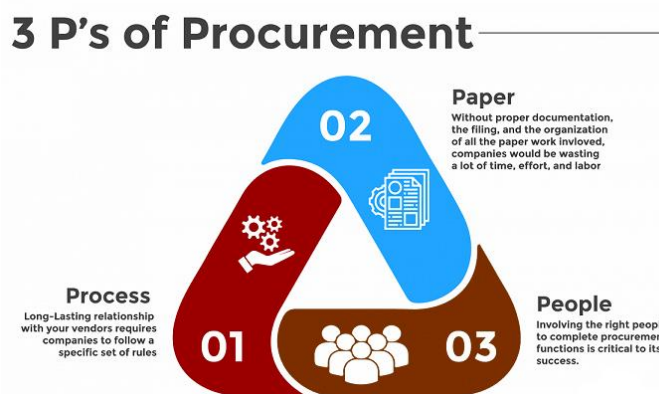 3 P's of Procurement
02
Paper
Without proper documentation,
the filing, and the organization
of all the paper work invloved,
companies would be wasting
a lot of time, effort, and labor
Process
Long-Lasting relationship
with your vendors requires
companies to follow a
specific set of rules
01
03
People
Involving the right peop
to complete procuremen
functions is critical to its
success.